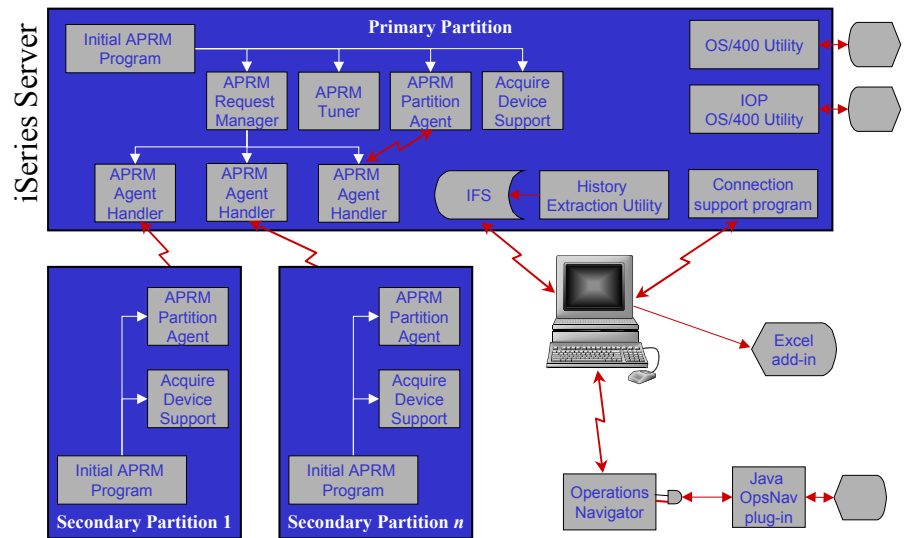 iSeries Server
Primary Partition
Initial APRM
Program
OS/400 Utility
APRM
Request
Manager
APRM
Tuner
APRM
Partition
Agent
Acquire
Device
Support
IOP
OS/400 Utility
APRM
Agent
Handler
APRM
Agent
Handler
APRM
Agent
Handler
IFS
History
Extraction Utility
Connection
support program
APRM
Partition
Agent
Acquire
Device
Support
Initial APRM
Program
Secondary Partition 1
APRM
Partition
Agent
Acquire
Device
Support
Initial APRM
Program
Secondary Partition n
Excel
add-in
Operations
Navigator
Java
OpsNav
plug-in